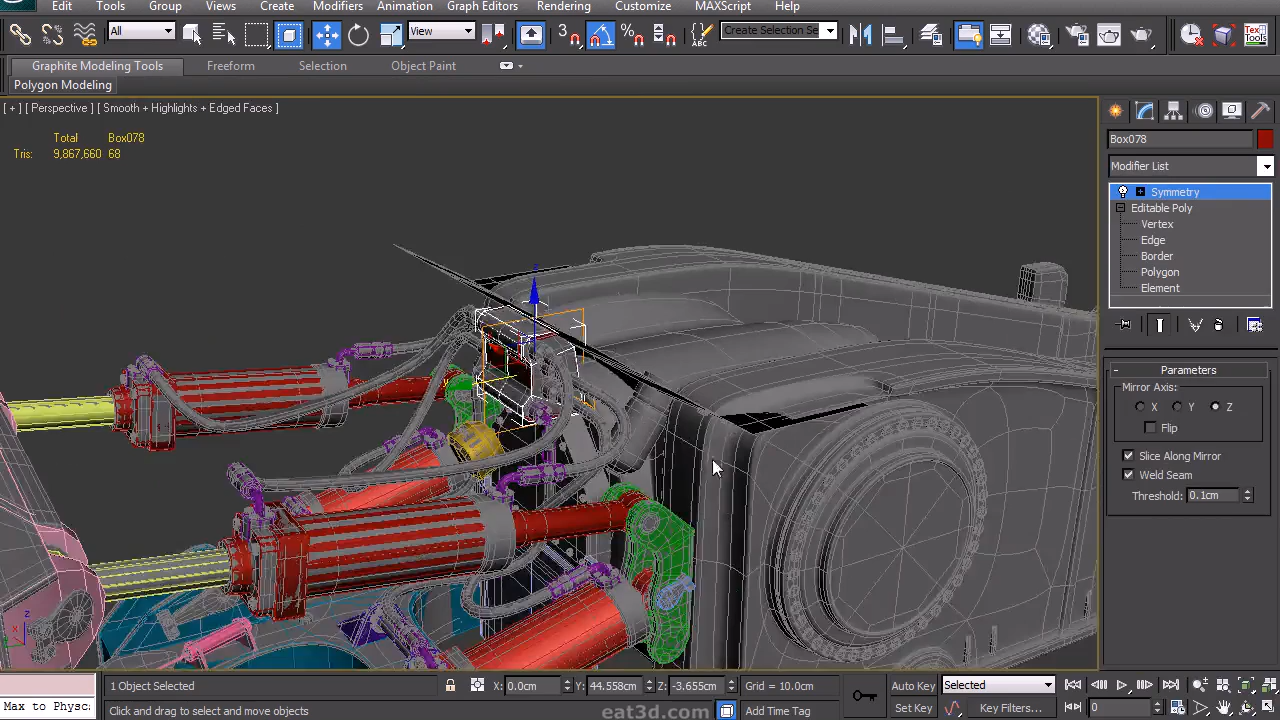 Edit Tools Group Views Create Modifiers Animation Graph Editors Rendering Customize MAXScript Help
All View Create Selection Se
Graphite Modeling Tools Freeform Selection Object Paint
Polygon Modeling
[ + ] [ Perspective ] [ Smooth + Highlights + Edged Faces ]
Total Box078
Tris: 9,867,660 68
Box078
Modifier List
Symmetry
Editable Poly
Vertex
Edge
Border
Polygon
Element
Parameters
Mirror Axis:
X Y Z
Flip
Slice Along Mirror
Weld Seam
Threshold: 0.1cm
1 Object Selected X: 0.0cm Y: 44.558cm Z: -3.655cm Grid = 10.0cm Auto Key Selected
Max to Physc Click and drag to select and move objects eat3d.com Add Time Tag Set Key Key Filters... 0